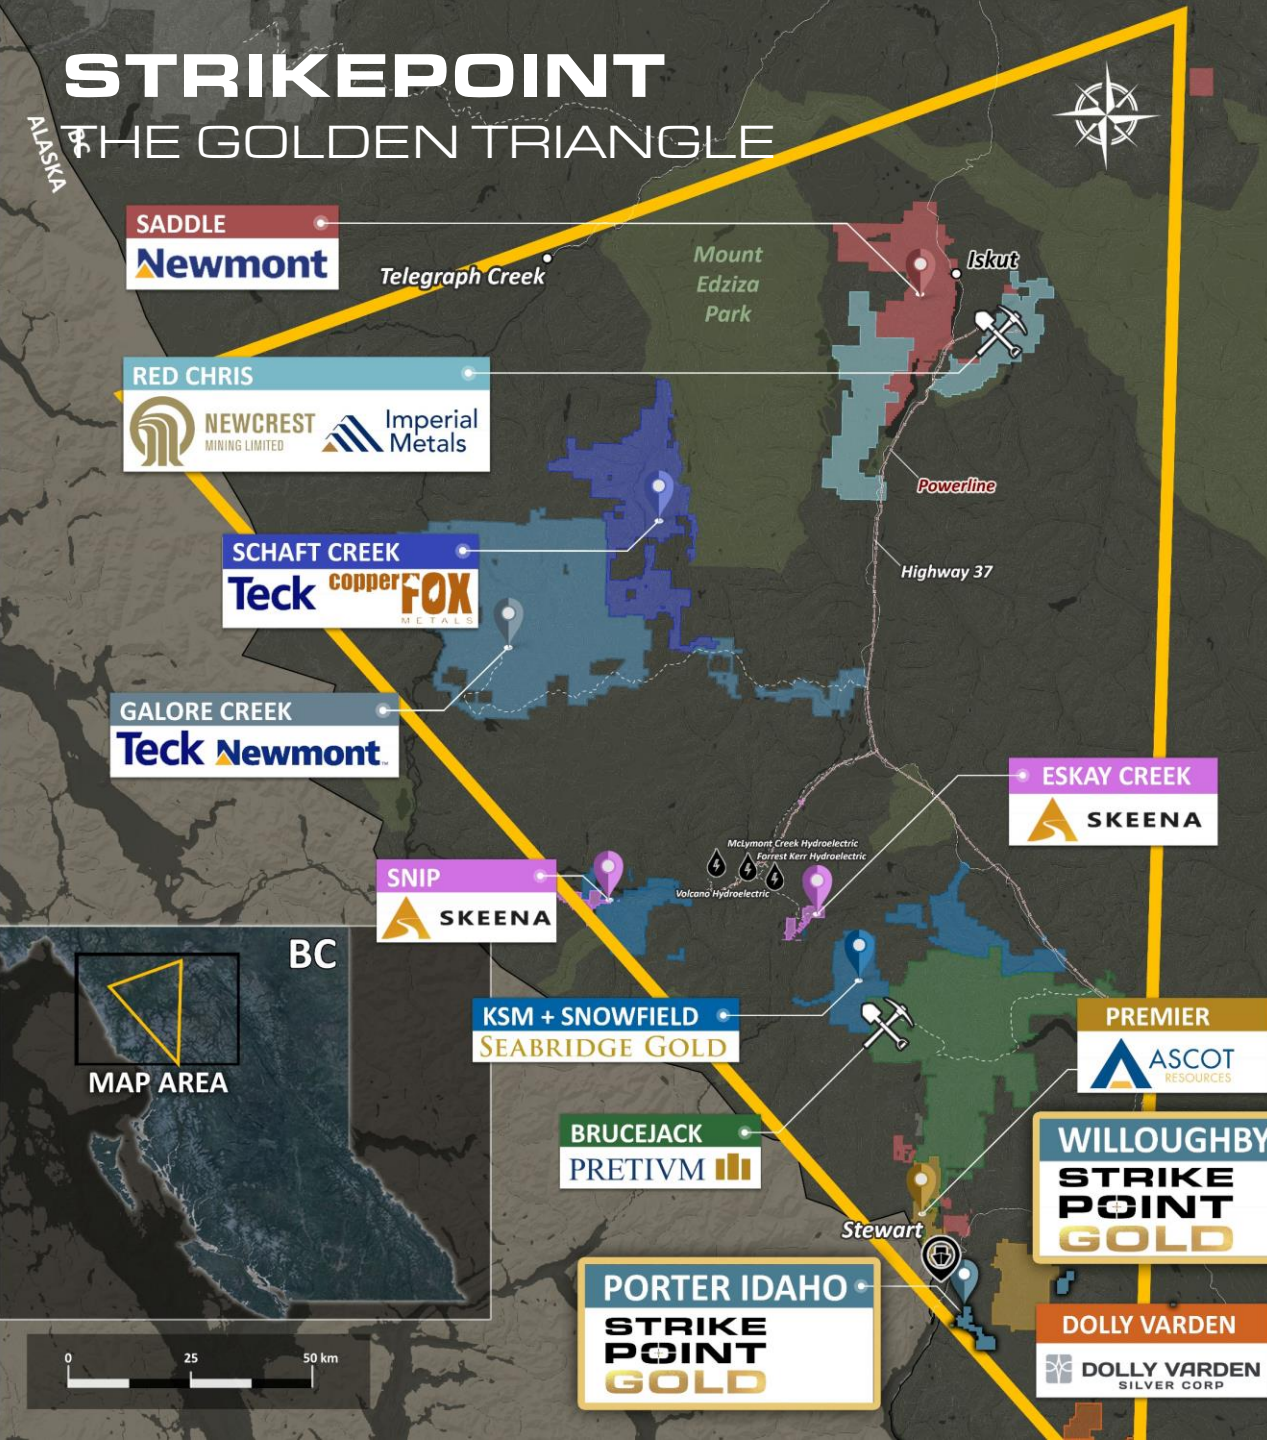 STRIKEPOINT
THE GOLDEN TRIANGLE
ALASKA
BC
SADDLE
Newmont
Telegraph Creek
Mount
Edziza
Park
Iskut
RED CHRIS
NEWCREST
MINING LIMITED
Imperial
Metals
Powerline
SCHAFT CREEK
Teck
copper
FOX
METALS
Highway 37
GALORE CREEK
Teck
Newmont™
ESKAY CREEK
SKEENA
McLymont Creek Hydroelectric
Forrest Kerr Hydroelectric
Volcano Hydroelectric
SNIP
SKEENA
BC
MAP AREA
KSM + SNOWFIELD
SEABRIDGE GOLD
PREMIER
ASCOT
RESOURCES
BRUCEJACK
PRETIVM
WILLOUGHBY
STRIKE
POINT
GOLD
Stewart
PORTER IDAHO
STRIKE
POINT
GOLD
DOLLY VARDEN
DOLLY VARDEN
SILVER CORP
0 25 50 km